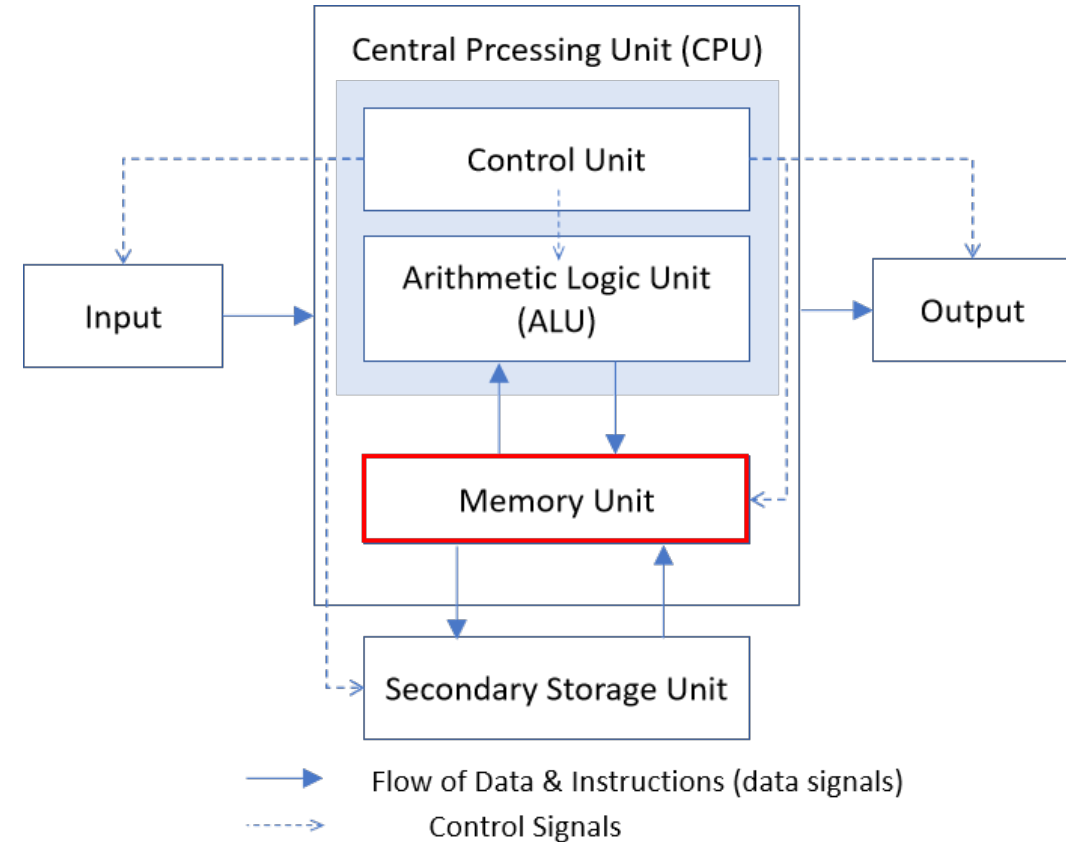 Central Prcessing Unit (CPU)
Control Unit
Arithmetic Logic Unit
(ALU)
Input
Output
Memory Unit
Secondary Storage Unit
Flow of Data & Instructions (data signals)
Control Signals